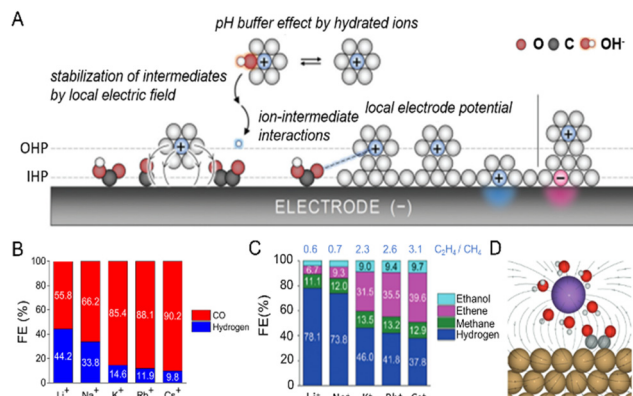 A
pH buffer effect by hydrated ions
O C OH⁻
stabilization of intermediates
by local electric field
ion-intermediate
interactions
local electrode potential
OHP
IHP
ELECTRODE (−)
B
FE (%)
100
80
60
40
20
0
55.8 66.2 85.4 88.1 90.2
44.2 33.8 14.6 11.9 9.8
CO
Hydrogen
Li⁺ Na⁺ K⁺ Rb⁺ Cs⁺
C
0.6 0.7 2.3 2.6 3.1 C₂H₄ / CH₄
FE(%)
100
80
60
40
20
0
9.0 9.4 9.7
6.7 9.3 31.5 35.5 39.6
11.1 12.0 13.5 13.2 12.9
78.1 73.8 46.0 41.8 37.8
Ethanol
Ethene
Methane
Hydrogen
D